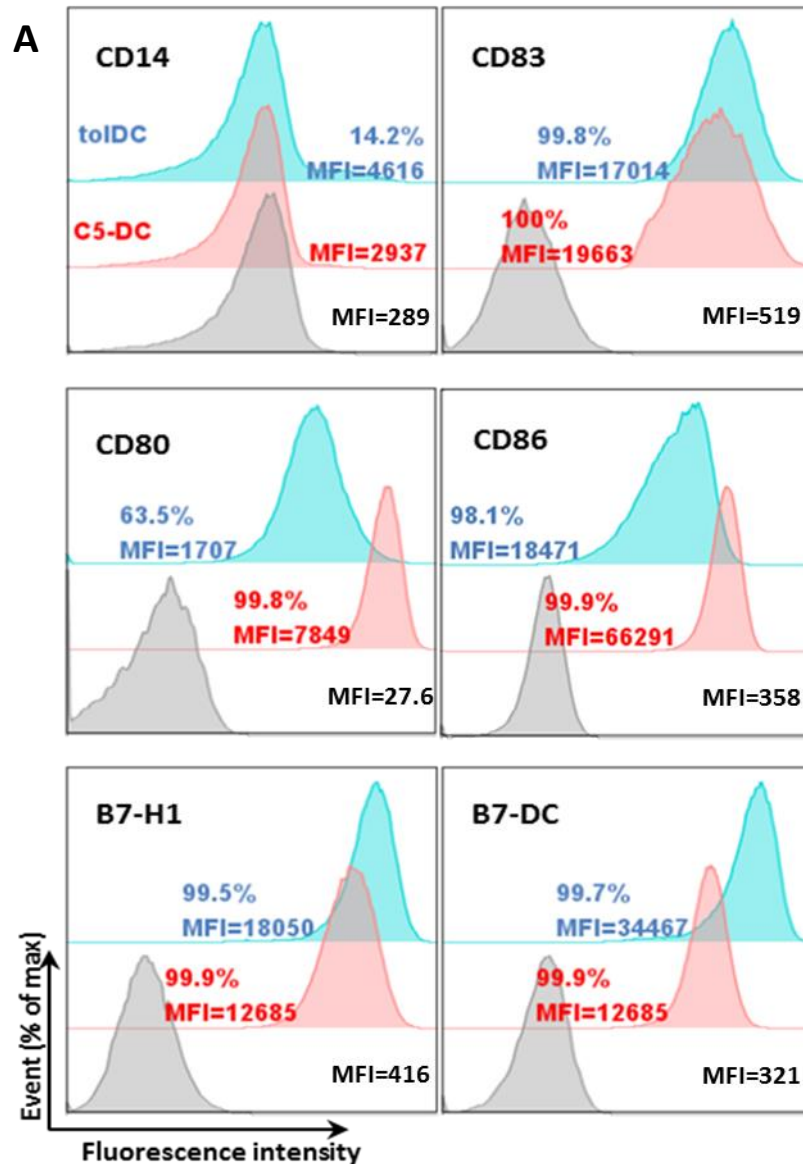 A
CD14
tolDC
14.2%
MFI=4616
C5-DC
MFI=2937
MFI=289
CD83
99.8%
MFI=17014
100%
MFI=19663
MFI=519
CD80
63.5%
MFI=1707
99.8%
MFI=7849
MFI=27.6
CD86
98.1%
MFI=18471
99.9%
MFI=66291
MFI=358
B7-H1
99.5%
MFI=18050
99.9%
MFI=12685
MFI=416
B7-DC
99.7%
MFI=34467
99.9%
MFI=12685
MFI=321
Event (% of max)
Fluorescence intensity